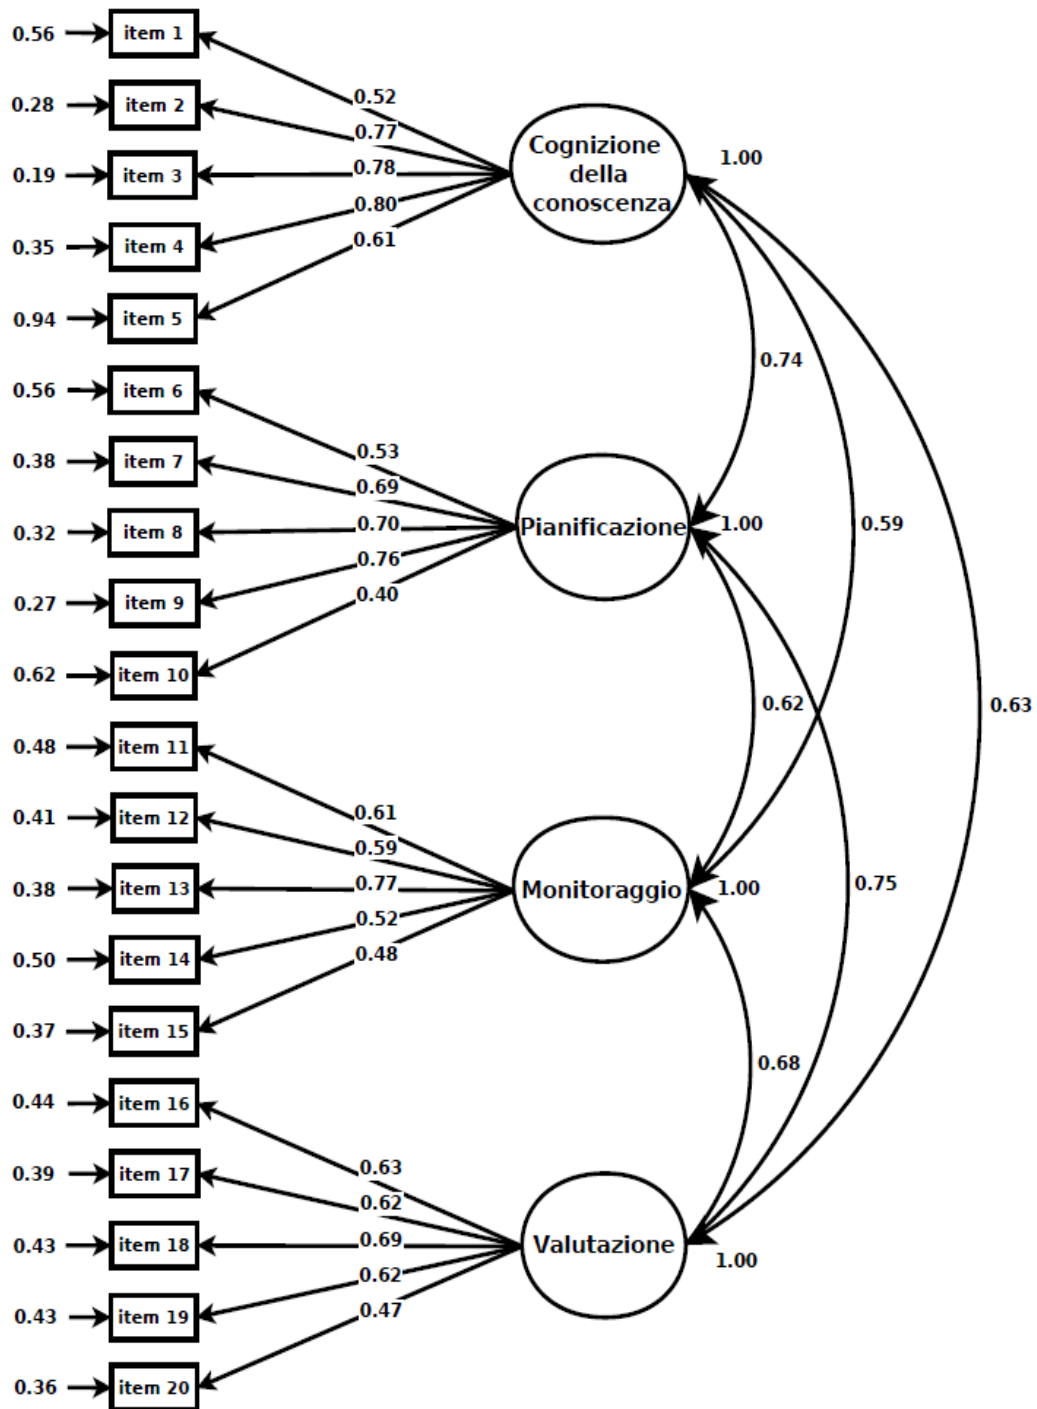 0.56
item 1
0.28
item 2
0.19
item 3
0.35
item 4
0.94
item 5
0.52
0.77
0.78
0.80
0.61
Cognizione
della
conoscenza
1.00
0.74
0.56
item 6
0.38
item 7
0.32
item 8
0.27
item 9
0.62
item 10
0.53
0.69
0.70
0.76
0.40
Pianificazione
1.00
0.59
0.62
0.63
0.48
item 11
0.41
item 12
0.38
item 13
0.50
item 14
0.37
item 15
0.61
0.59
0.77
0.52
0.48
Monitoraggio
1.00
0.75
0.68
0.44
item 16
0.39
item 17
0.43
item 18
0.43
item 19
0.36
item 20
0.63
0.62
0.69
0.62
0.47
Valutazione
1.00